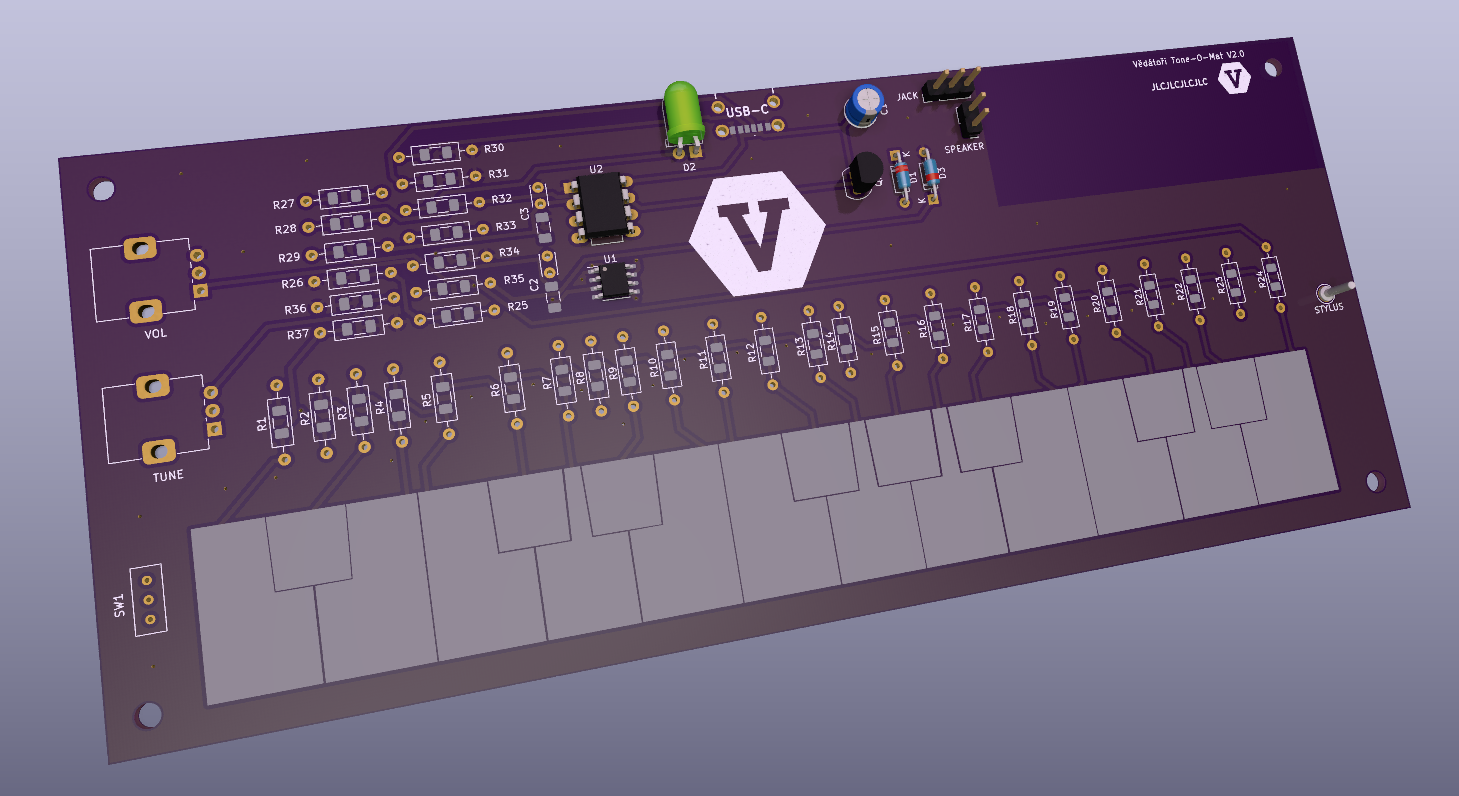 Vědátoři Tone-O-Mat V2.0
JLCJLCJLCJLC
V
JACK
SPEAKER
USB-C
C1
D2
K
D1
D3
K
U2
C3
U1
C2
V
R30
R31
R27
R32
R28
R33
R29
R34
R26
R35
R36
R25
R37
VOL
TUNE
SW1
R1
R2
R3
R4
R5
R6
R7
R8
R9
R10
R11
R12
R13
R14
R15
R16
R17
R18
R19
R20
R21
R22
R23
R24
STYLUS